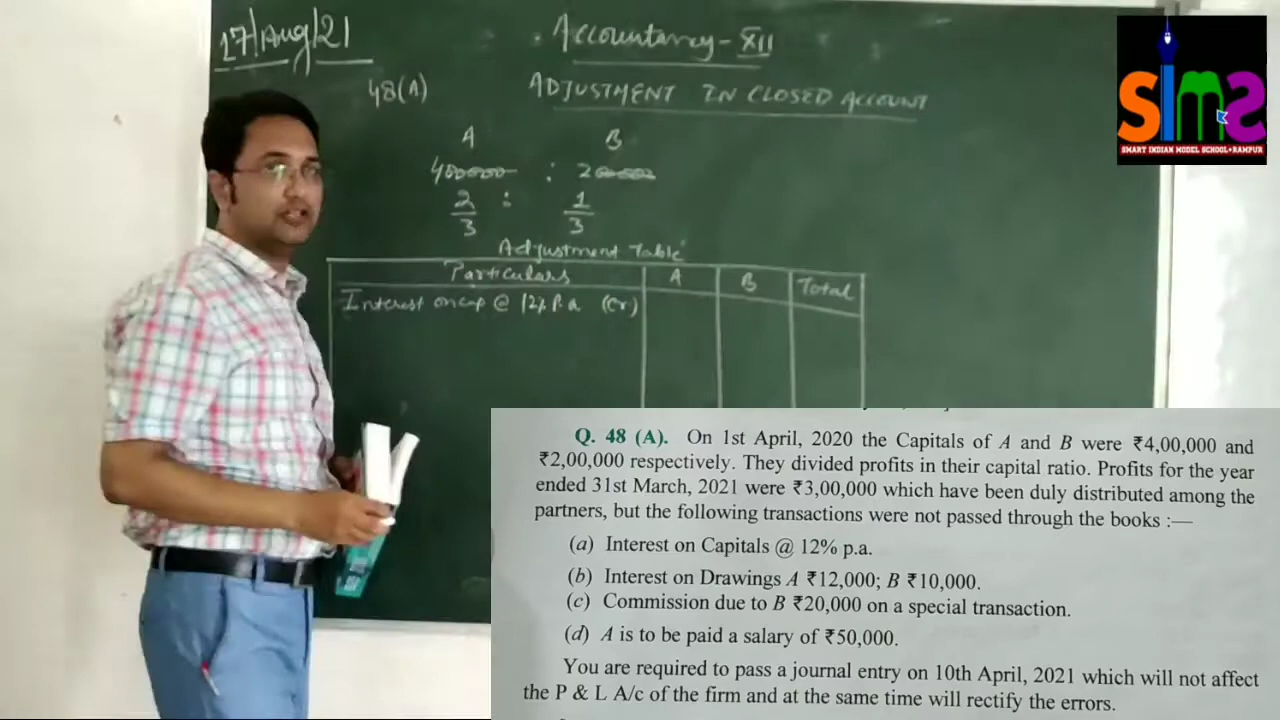 17/Aug/21
Accountancy - XII
48(A)
ADJUSTMENT IN CLOSED ACCOUNT
A B
400000 : 200000
2/3 : 1/3
Adjustment Table
Particulars A B Total
Interest on cap @ 12% P.a (Cr)
SIMS
SMART INDIAN MODEL SCHOOL•RAMPUR
Q. 48 (A). On 1st April, 2020 the Capitals of A and B were ₹4,00,000 and
₹2,00,000 respectively. They divided profits in their capital ratio. Profits for the year
ended 31st March, 2021 were ₹3,00,000 which have been duly distributed among the
partners, but the following transactions were not passed through the books :—
(a) Interest on Capitals @ 12% p.a.
(b) Interest on Drawings A ₹12,000; B ₹10,000.
(c) Commission due to B ₹20,000 on a special transaction.
(d) A is to be paid a salary of ₹50,000.
You are required to pass a journal entry on 10th April, 2021 which will not affect
the P & L A/c of the firm and at the same time will rectify the errors.